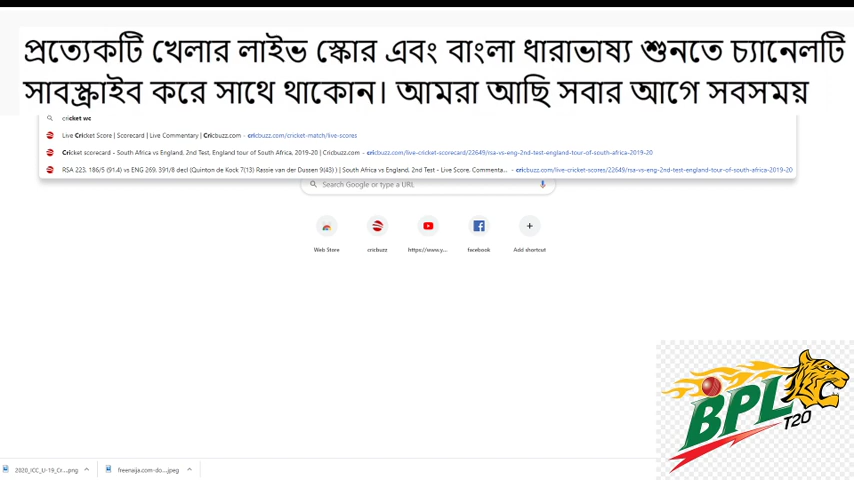 প্রত্যেকটি খেলার লাইভ স্কোর এবং বাংলা ধারাভাষ্য শুনতে চ্যানেলটি
সাবস্ক্রাইব করে সাথে থাকোন। আমরা আছি সবার আগে সবসময়
cricket wc
Live Cricket Score | Scorecard | Live Commentary | Cricbuzz.com - cricbuzz.com/cricket-match/live-scores
Cricket scorecard - South Africa vs England, 2nd Test, England tour of South Africa, 2019-20 | Cricbuzz.com - cricbuzz.com/live-cricket-scorecard/22649/rsa-vs-eng-2nd-test-england-tour-of-south-africa-2019-20
RSA 223, 186/5 (91.4) vs ENG 269, 391/8 decl (Quinton de Kock 7(13) Rassie van der Dussen 9(43)) | South Africa vs England, 2nd Test - Live Score, Commenta... - cricbuzz.com/live-cricket-scores/22649/rsa-vs-eng-2nd-test-england-tour-of-south-africa-2019-20
Search Google or type a URL
Web Store cricbuzz https://www.y... facebook Add shortcut
BPL
T20
2020_ICC_U-19_Cr....png freenaija.com-do....jpeg